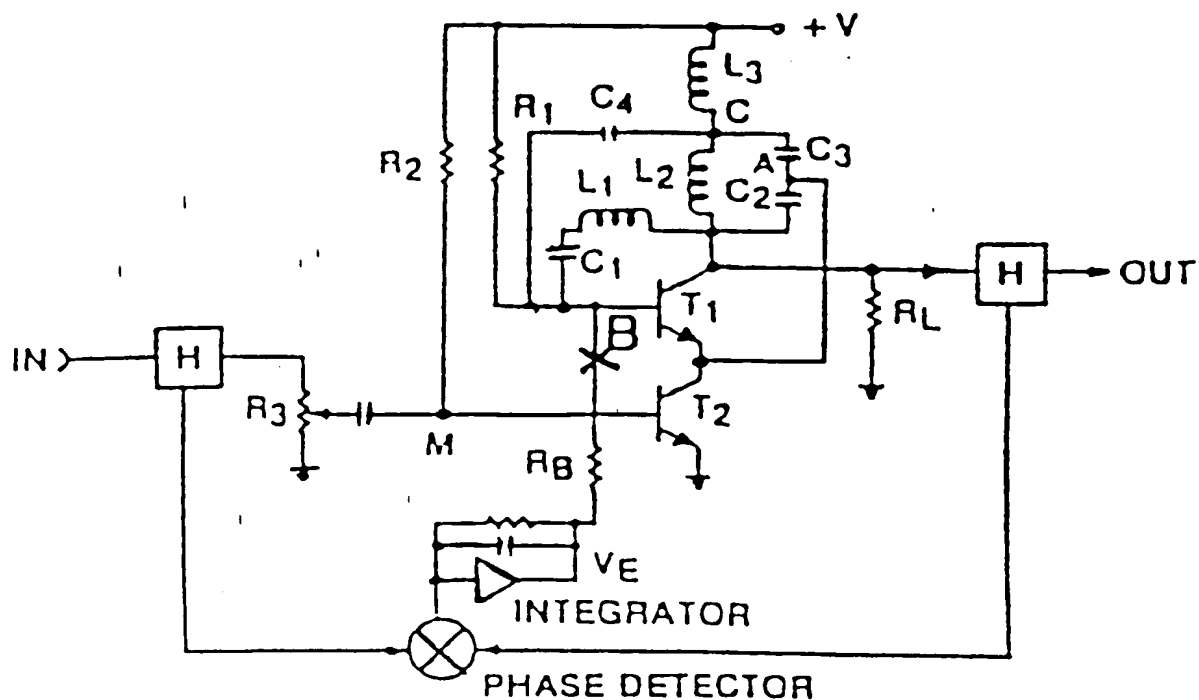 + V
L3
C4
C
R1
R2
A
C3
L2
C2
L1
C1
T1
H
OUT
RL
B
IN
H
R3
T2
M
RB
VE
INTEGRATOR
PHASE DETECTOR